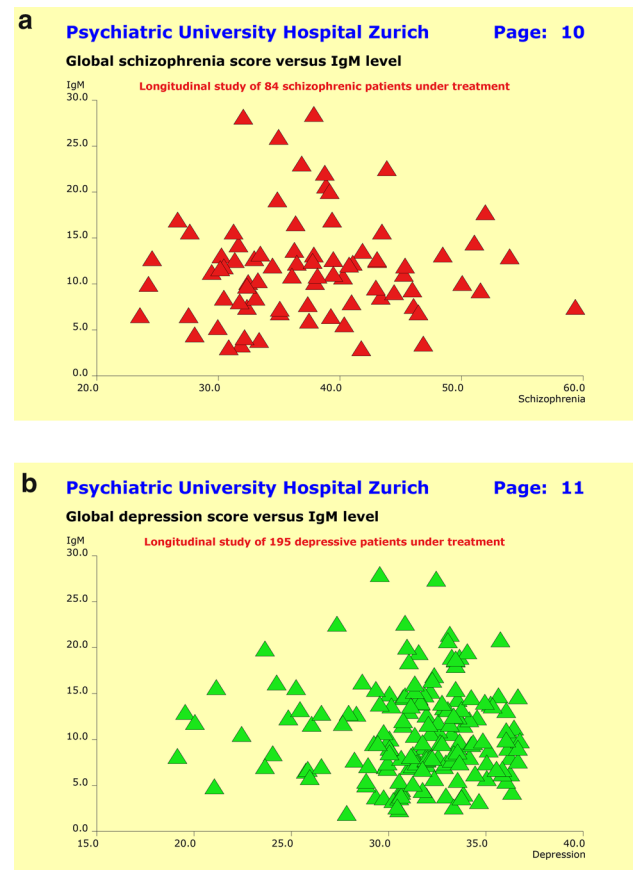 a
Psychiatric University Hospital Zurich Page: 10
Global schizophrenia score versus IgM level
IgM
Longitudinal study of 84 schizophrenic patients under treatment
30.0
25.0
20.0
15.0
10.0
5.0
0.0
20.0 30.0 40.0 50.0 60.0
Schizophrenia
b
Psychiatric University Hospital Zurich Page: 11
Global depression score versus IgM level
IgM
Longitudinal study of 195 depressive patients under treatment
30.0
25.0
20.0
15.0
10.0
5.0
0.0
15.0 20.0 25.0 30.0 35.0 40.0
Depression